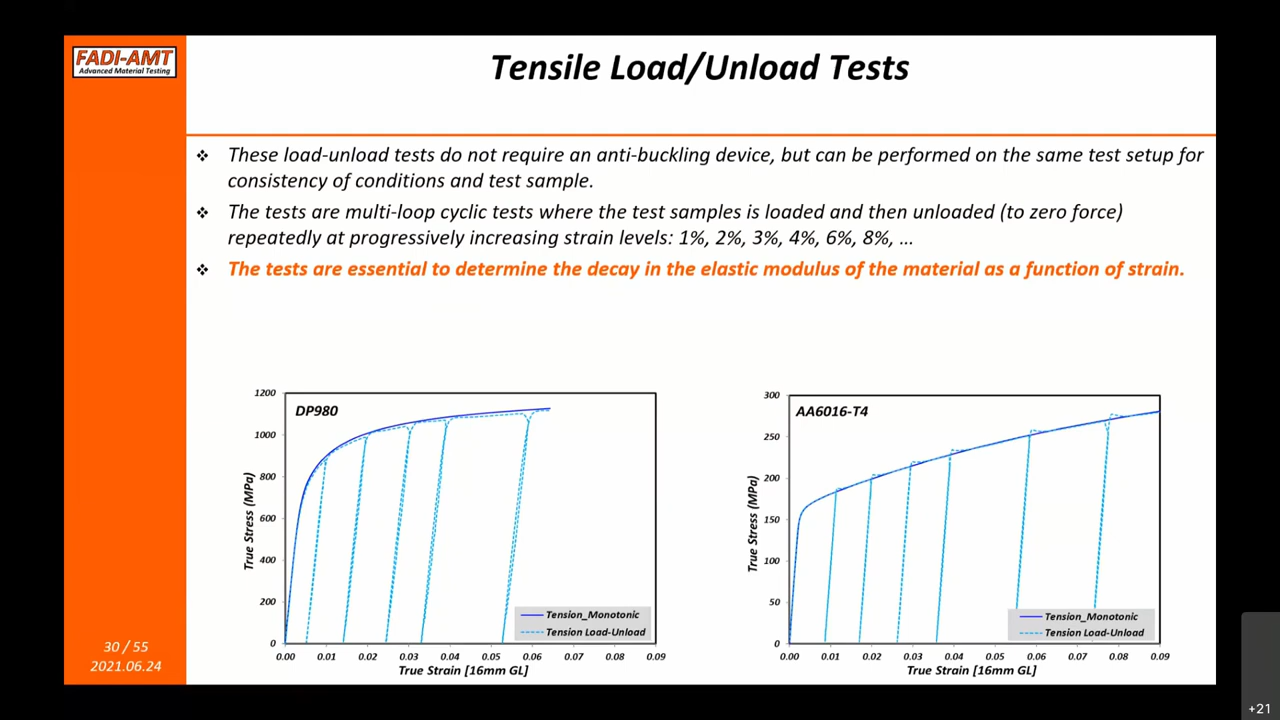 FADI-AMT
Advanced Material Testing
Tensile Load/Unload Tests
❖ These load-unload tests do not require an anti-buckling device, but can be performed on the same test setup for
consistency of conditions and test sample.
❖ The tests are multi-loop cyclic tests where the test samples is loaded and then unloaded (to zero force)
repeatedly at progressively increasing strain levels: 1%, 2%, 3%, 4%, 6%, 8%, ...
❖ The tests are essential to determine the decay in the elastic modulus of the material as a function of strain.
DP980
True Stress (MPa)
1200
1000
800
600
400
200
0
Tension_Monotonic
Tension Load-Unload
0.00 0.01 0.02 0.03 0.04 0.05 0.06 0.07 0.08 0.09
True Strain [16mm GL]
AA6016-T4
True Stress (MPa)
300
250
200
150
100
50
0
Tension_Monotonic
Tension Load-Unload
0.00 0.01 0.02 0.03 0.04 0.05 0.06 0.07 0.08 0.09
True Strain [16mm GL]
30 / 55
2021.06.24
+21